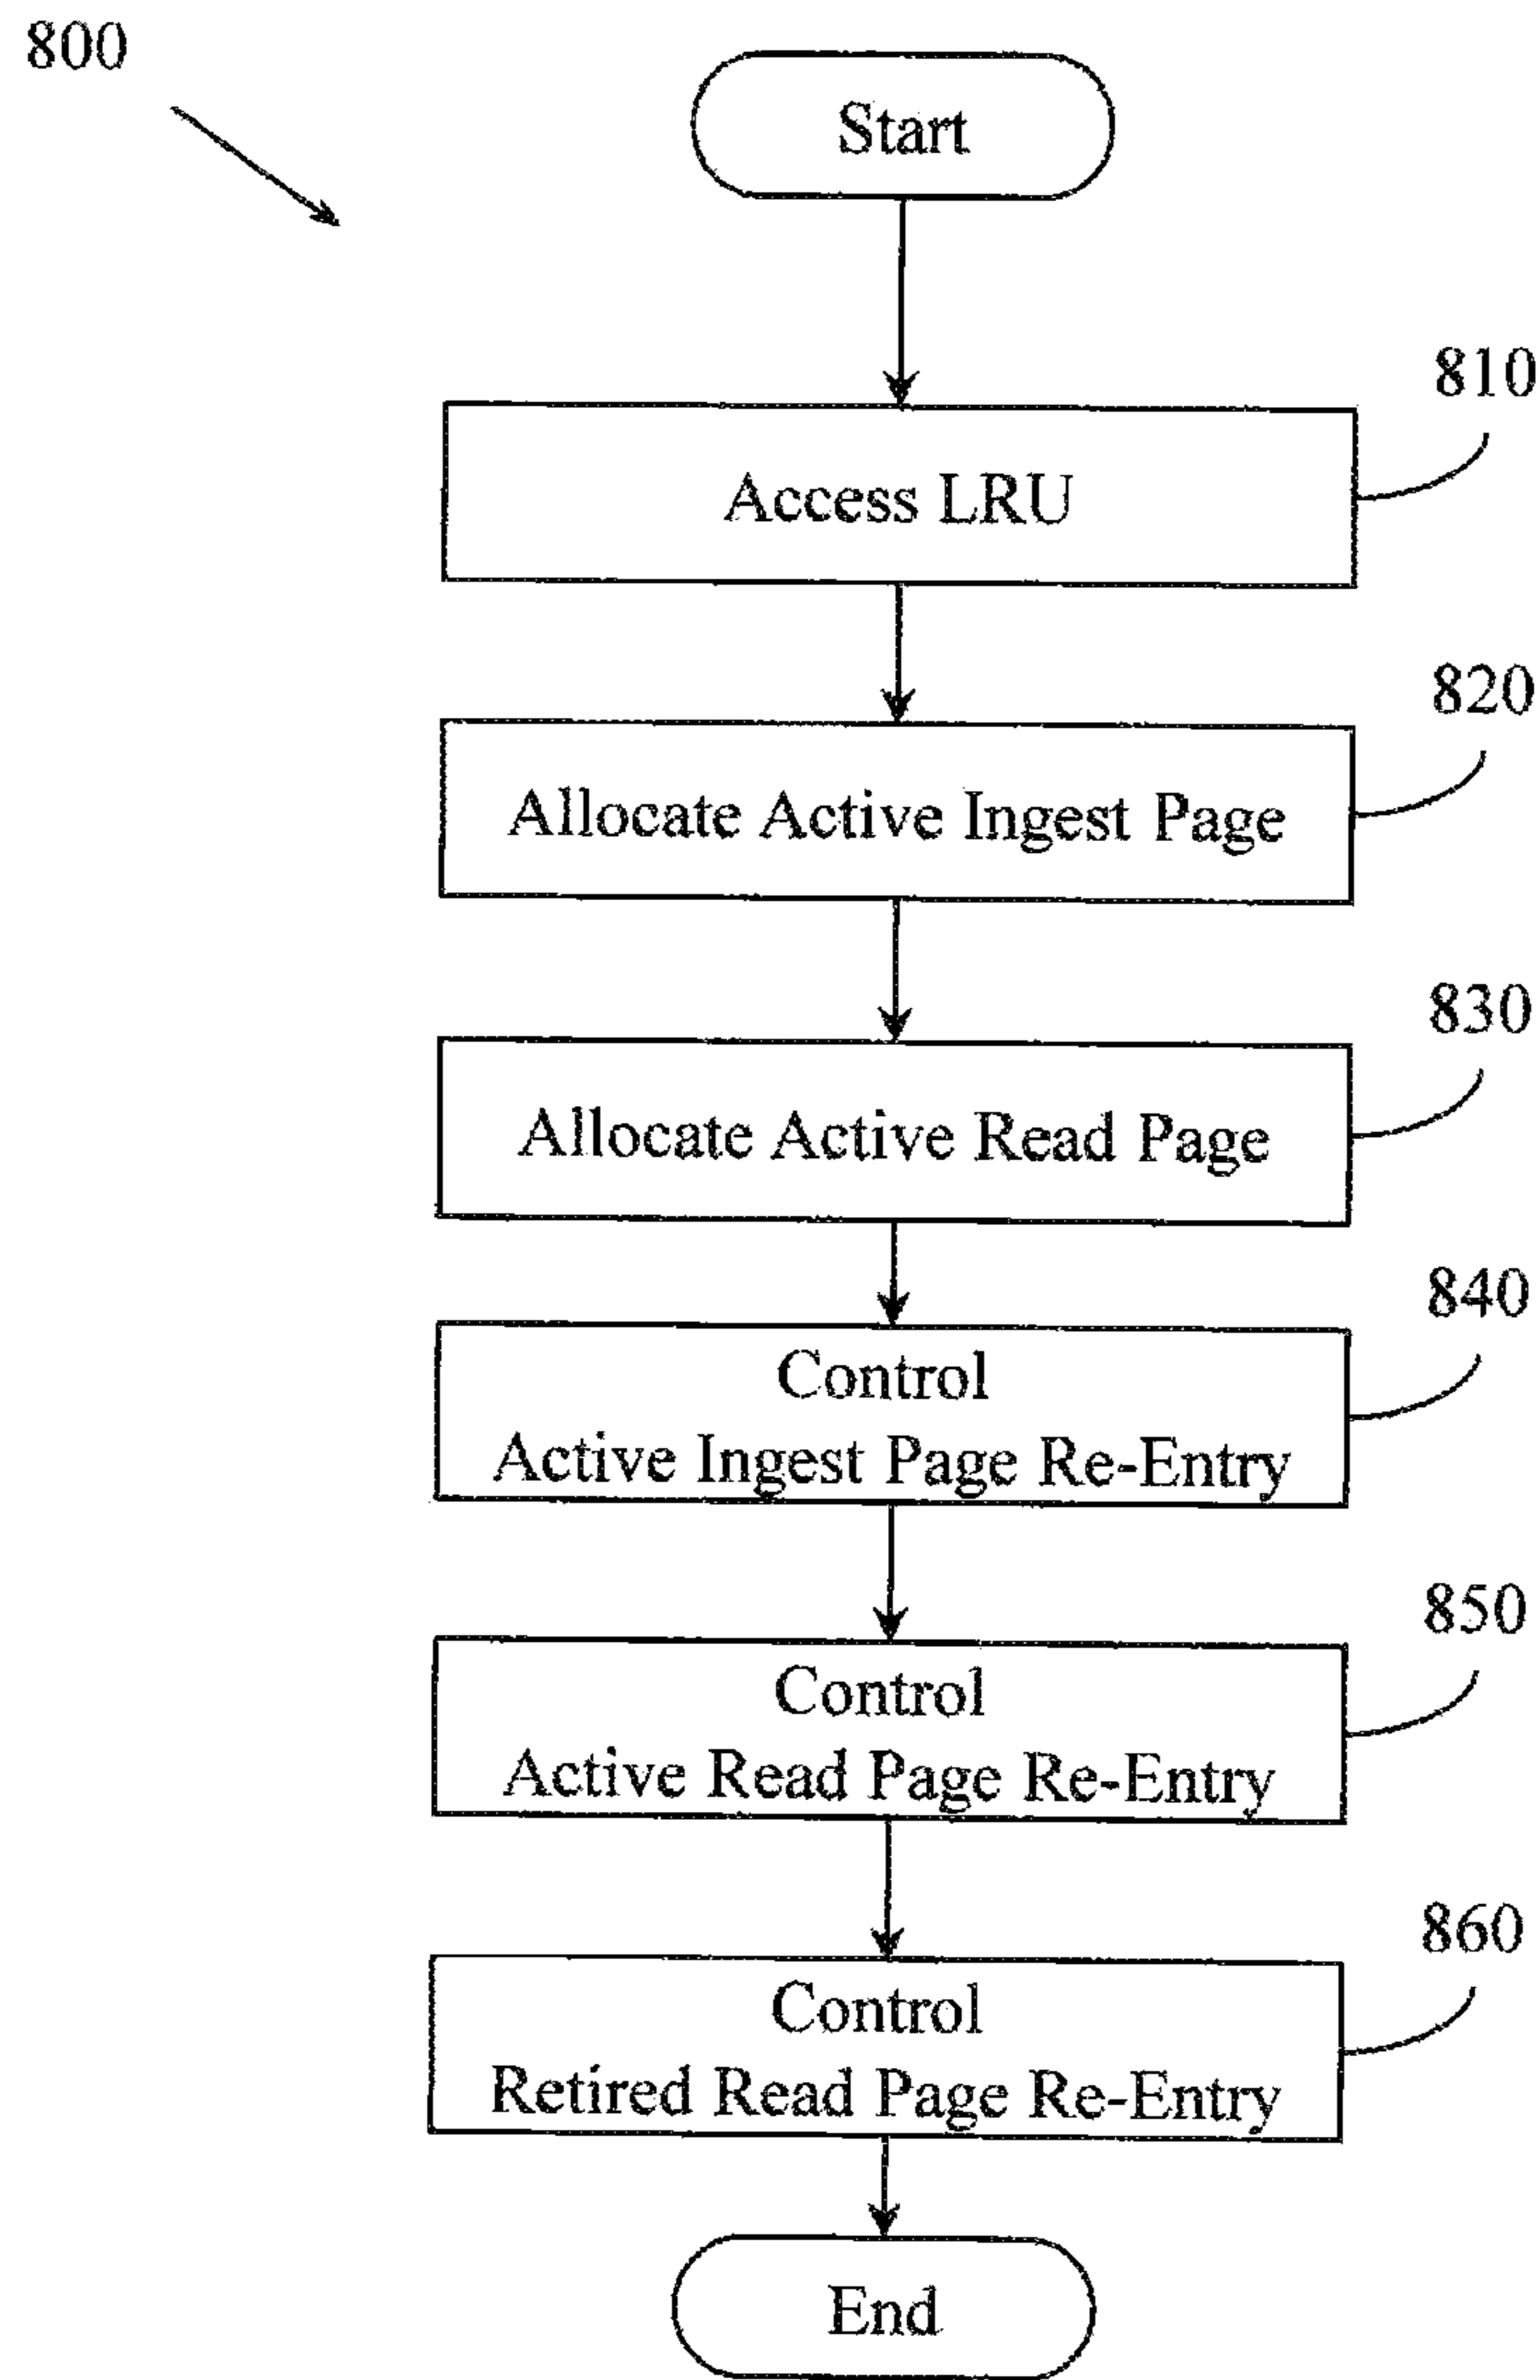 800
Start
810
Access LRU
820
Allocate Active Ingest Page
830
Allocate Active Read Page
840
Control
Active Ingest Page Re-Entry
850
Control
Active Read Page Re-Entry
860
Control
Retired Read Page Re-Entry
End